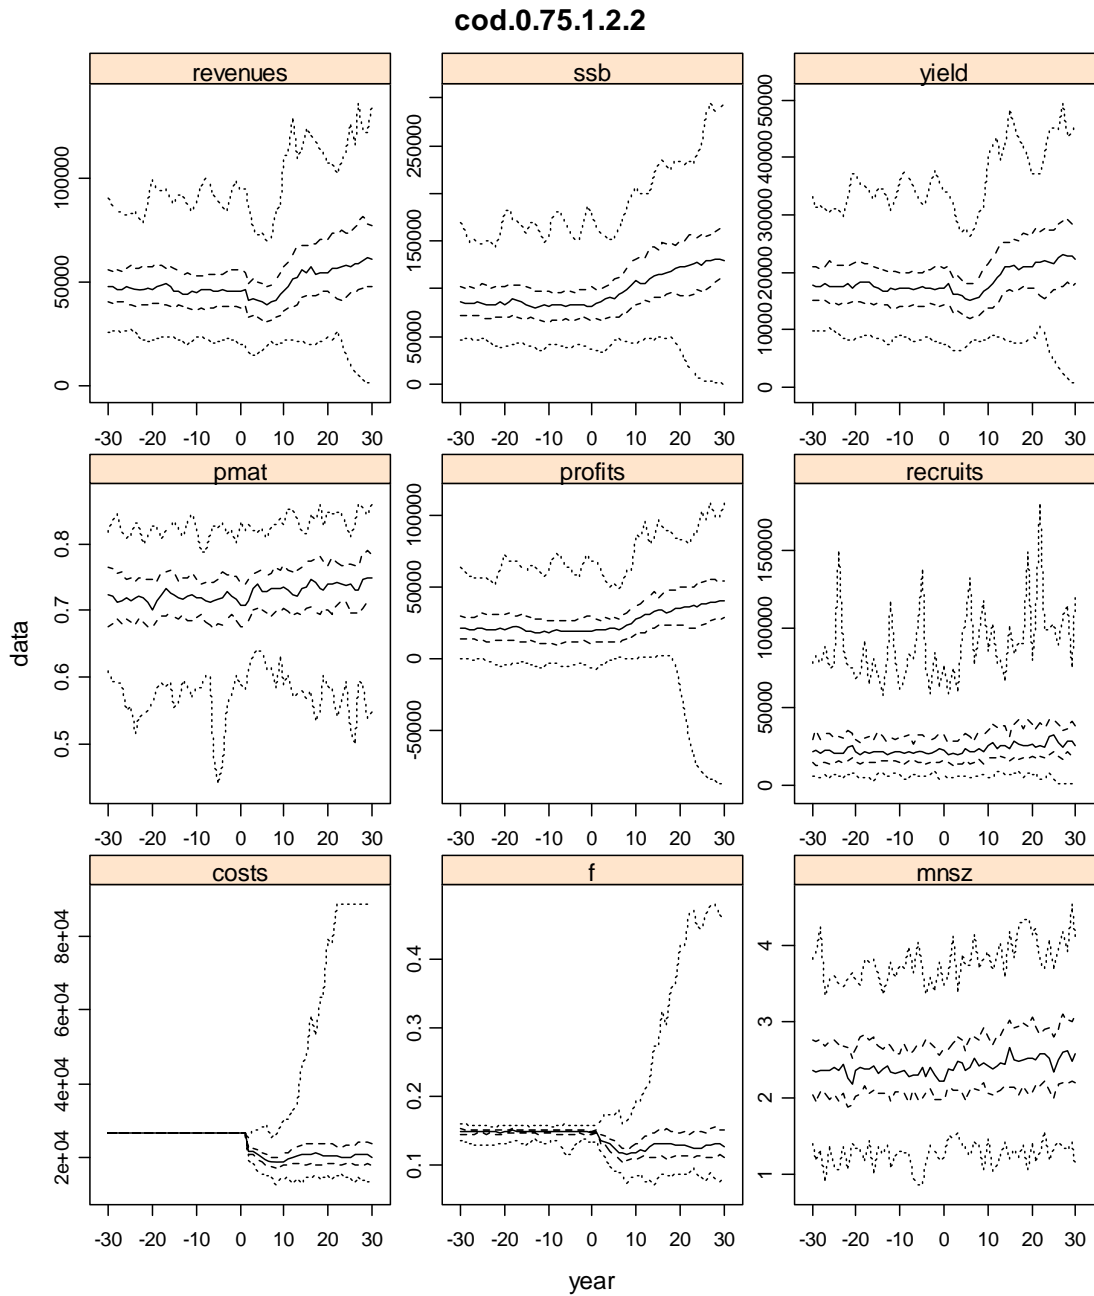 cod.0.75.1.2.2
revenues ssb yield
0 50000 100000
0 50000 150000 250000
0 10000 20000 30000 40000 50000
-30 -20 -10 0 10 20 30 -30 -20 -10 0 10 20 30 -30 -20 -10 0 10 20 30
pmat profits recruits
0.5 0.6 0.7 0.8
-50000 0 50000 100000
0 50000 100000 150000
-30 -20 -10 0 10 20 30 -30 -20 -10 0 10 20 30 -30 -20 -10 0 10 20 30
data
costs f mnsz
2e+04 4e+04 6e+04 8e+04
0.1 0.2 0.3 0.4
1 2 3 4
-30 -20 -10 0 10 20 30 -30 -20 -10 0 10 20 30 -30 -20 -10 0 10 20 30
year